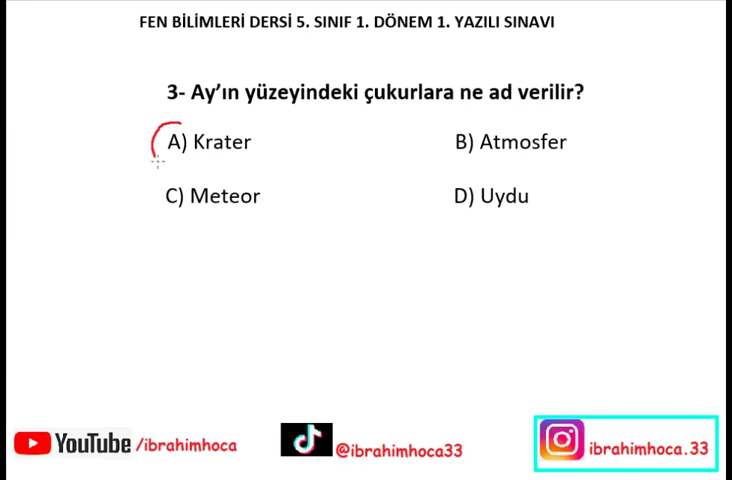 FEN BİLİMLERİ DERSİ 5. SINIF 1. DÖNEM 1. YAZILI SINAVI
3- Ay’ın yüzeyindeki çukurlara ne ad verilir?
A) Krater B) Atmosfer
C) Meteor D) Uydu
YouTube /ibrahimhoca @ibrahimhoca33 ibrahimhoca.33